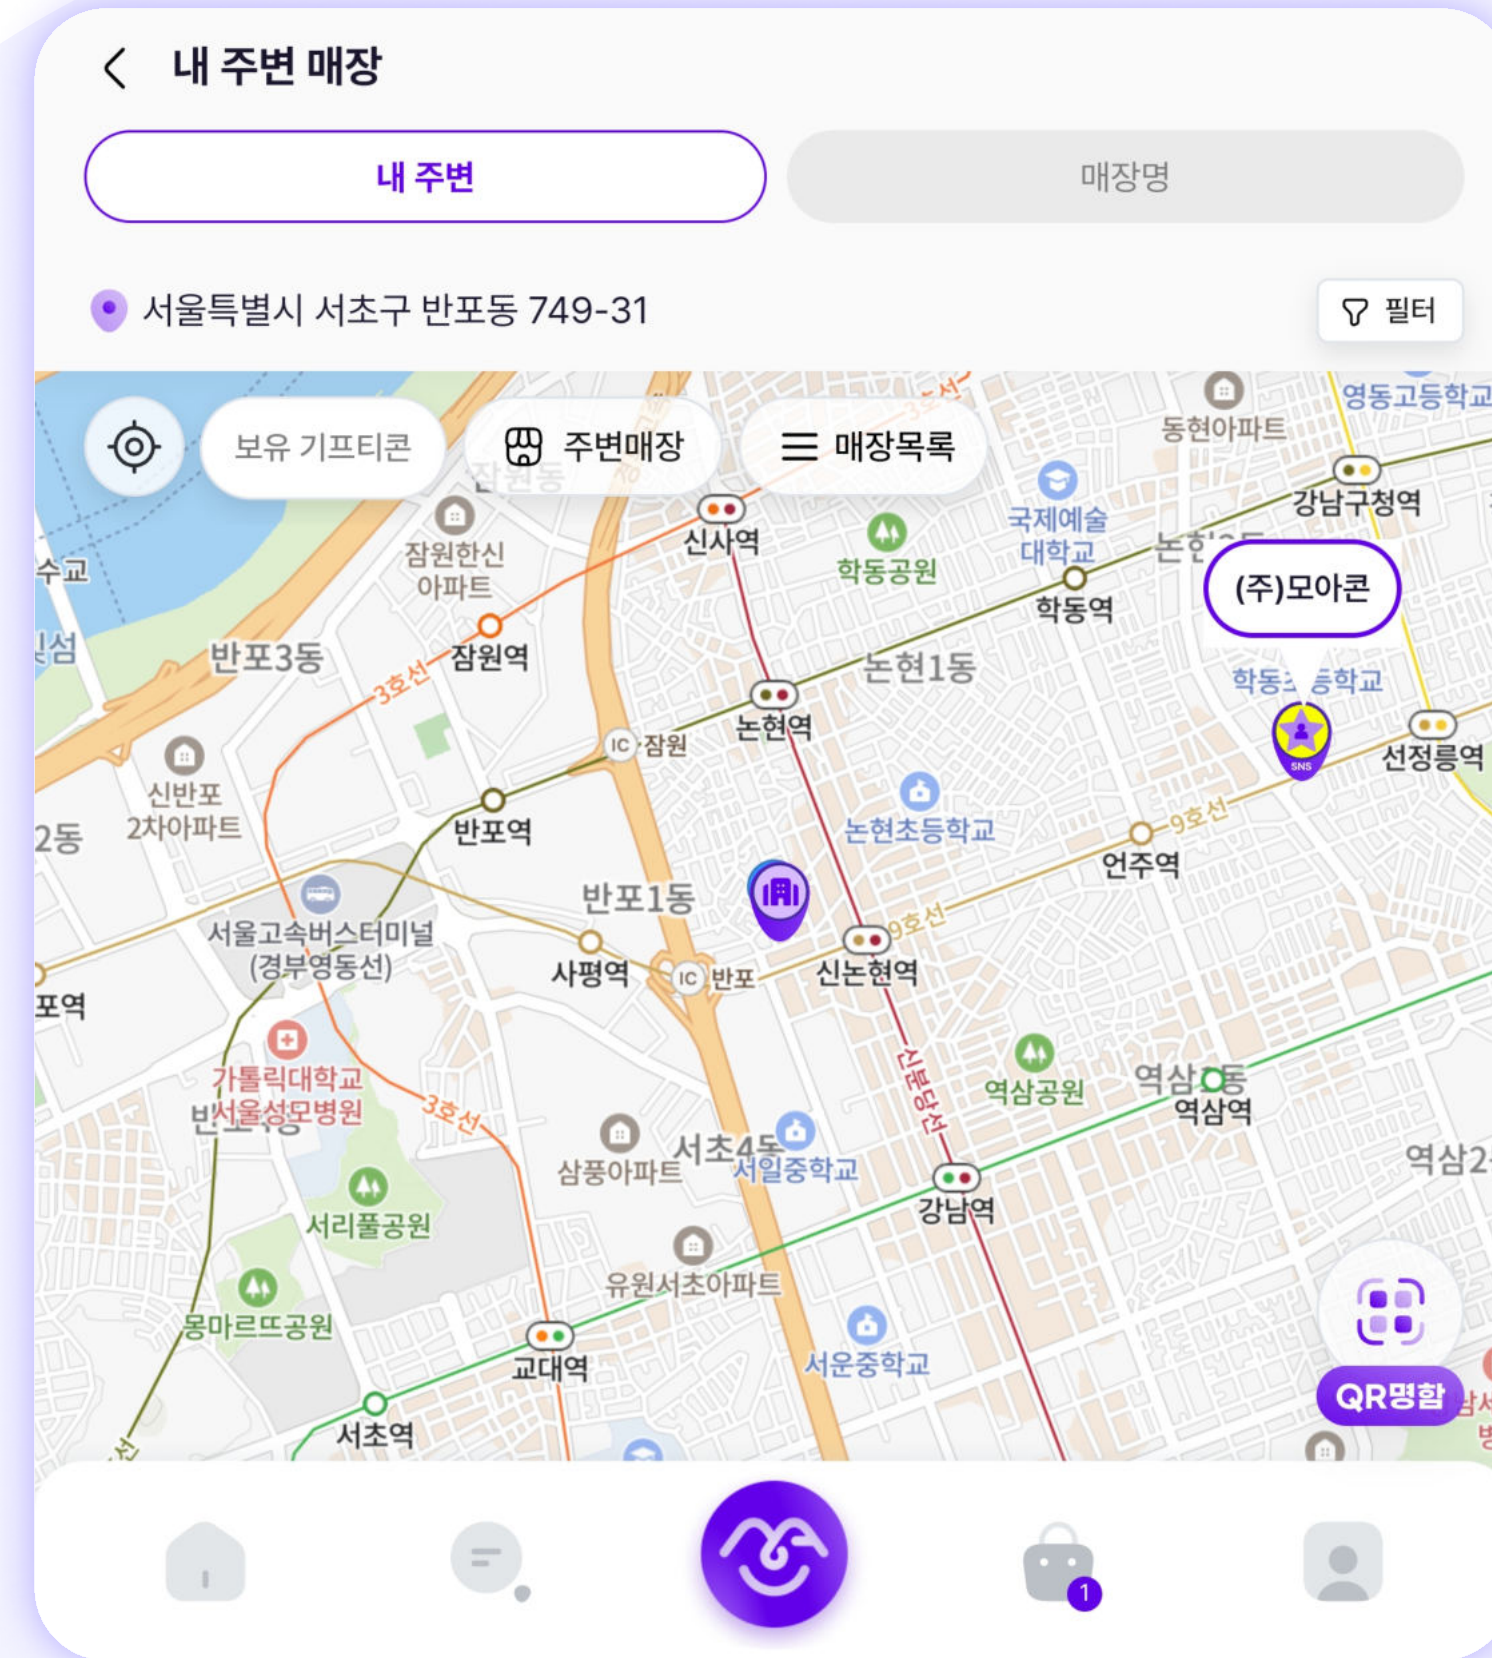 내 주변 매장
내 주변
매장명
서울특별시 서초구 반포동 749-31
필터
보유 기프티콘
주변매장
매장목록
3호선
동현아파트
영동고등학교
잠원동
강남구청역
잠원한신
아파트
신사역
학동공원
국제예술
대학교
학동역
(주)모아콘
수교
반포3동
3호선
잠원역
논현1동
논현역
IC 잠원
SNS
선정릉역
신반포
2차아파트
2동
반포역
논현초등학교
9호선
언주역
반포1동
서울고속버스터미널
(경부영동선)
사평역
IC 반포
9호선
신논현역
포역
신분당선
가톨릭대학교
서울성모병원
3호선
역삼공원
역삼역
삼풍아파트
서초4동
서일중학교
역삼2
서리풀공원
강남역
유원서초아파트
몽마르뜨공원
교대역
서운중학교
QR명함
서초역
선
1